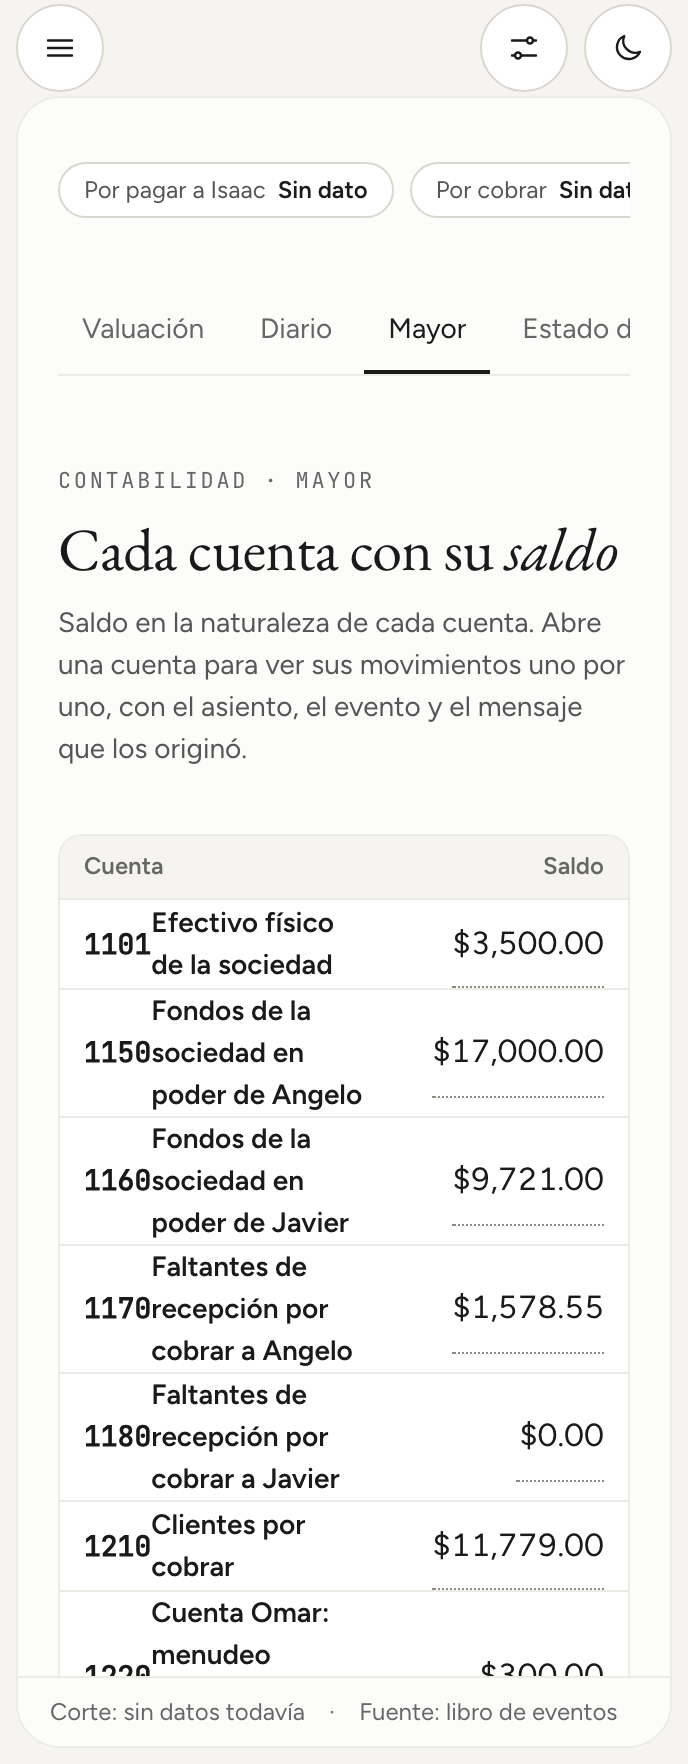 Por pagar a Isaac Sin dato
Por cobrar Sin dat
Valuación Diario Mayor Estado d
CONTABILIDAD · MAYOR
Cada cuenta con su saldo
Saldo en la naturaleza de cada cuenta. Abre
una cuenta para ver sus movimientos uno por
uno, con el asiento, el evento y el mensaje
que los originó.
Cuenta Saldo
1101 Efectivo físico
de la sociedad
$3,500.00
1150 Fondos de la
sociedad en
poder de Angelo
$17,000.00
1160 Fondos de la
sociedad en
poder de Javier
$9,721.00
1170 Faltantes de
recepción por
cobrar a Angelo
$1,578.55
1180 Faltantes de
recepción por
cobrar a Javier
$0.00
1210 Clientes por
cobrar
$11,779.00
1220 Cuenta Omar:
menudeo
$300.00
Corte: sin datos todavía · Fuente: libro de eventos